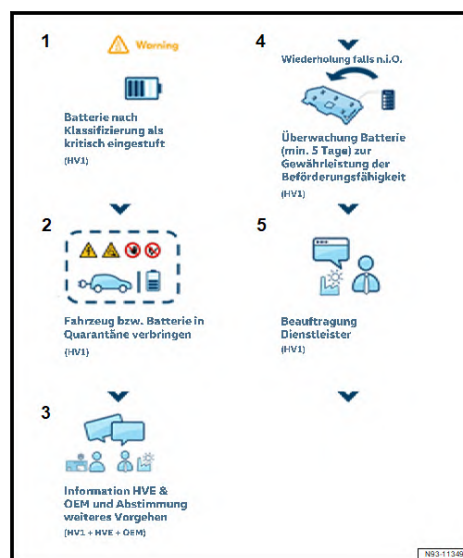 1
Warning
Batterie nach
Klassifizierung als
kritisch eingestuft
(HV1)
2
Fahrzeug bzw. Batterie in
Quarantäne verbringen
(HV1)
3
Information HVE &
OEM und Abstimmung
weiteres Vorgehen
(HV1 + HVE + OEM)
4
Wiederholung falls n.i.O.
Überwachung Batterie
(min. 5 Tage) zur
Gewährleistung der
Beförderungsfähigkeit
(HV1)
5
Beauftragung
Dienstleister
(HV1)
N93-11349